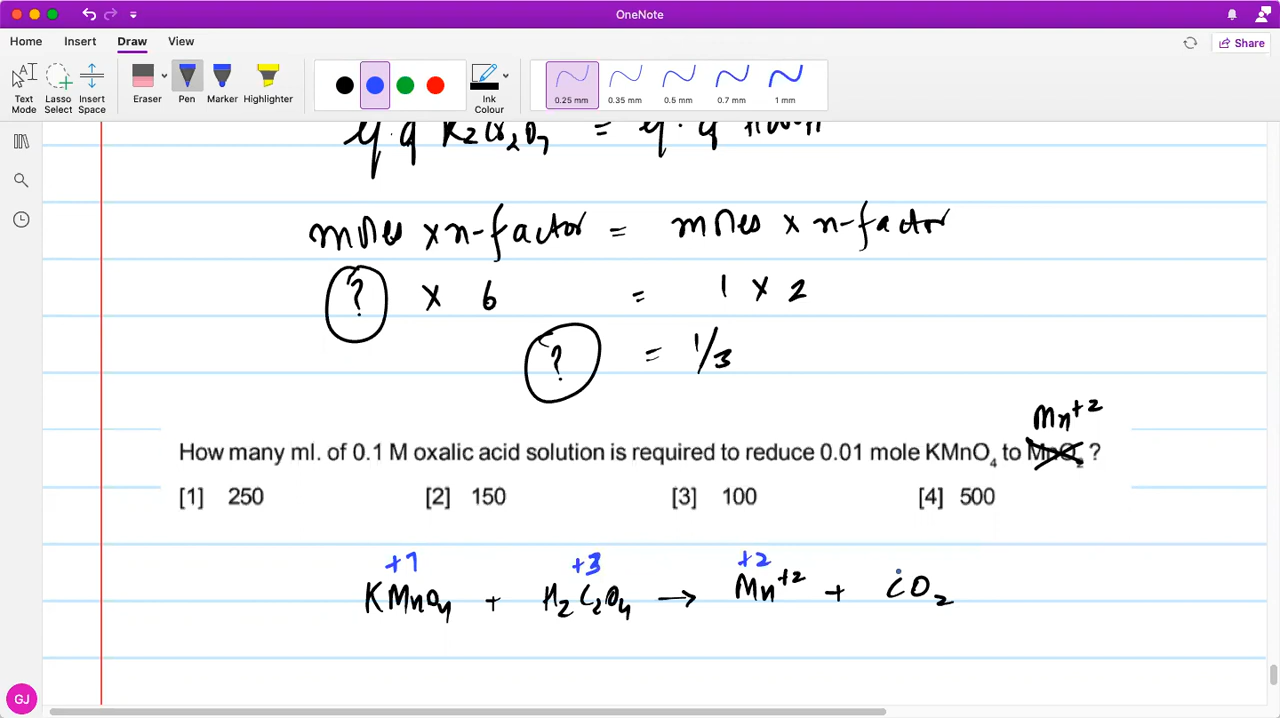 OneNote
Home Insert Draw View
Share
Text Mode
Lasso Select
Insert Space
Eraser
Pen
Marker
Highlighter
0.25 mm
0.35 mm
0.5 mm
0.7 mm
1 mm
Ink Colour
K2Cr2O7 =
moles x n-factor = moles x n-factor
? x 6 = 1 x 2
? = 1/3
Mn+2
How many ml. of 0.1 M oxalic acid solution is required to reduce 0.01 mole KMnO4 to MnO2 ?
[1] 250 [2] 150 [3] 100 [4] 500
+7 +3 +2
KMnO4 + H2C2O4 → Mn+2 + CO2
GJ